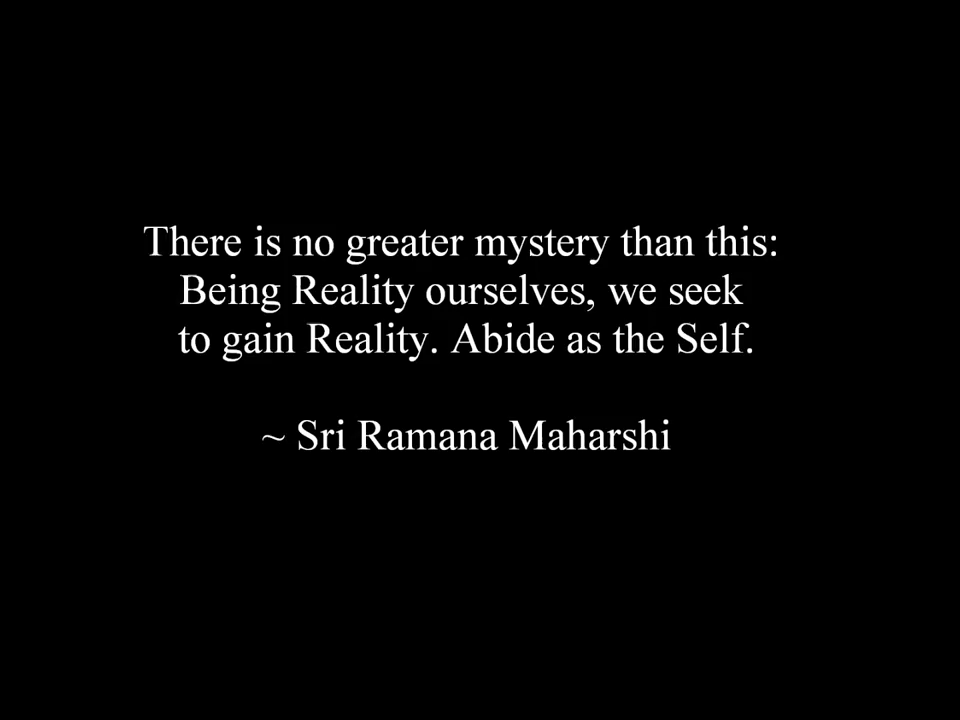 There is no greater mystery than this:
Being Reality ourselves, we seek
to gain Reality. Abide as the Self.
~ Sri Ramana Maharshi